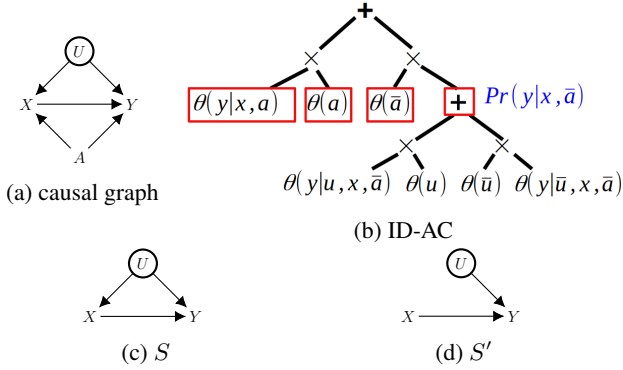 U
X
Y
A
(a) causal graph
+
×
×
θ(y|x,a)
θ(a)
θ(ā)
+
Pr(y|x,ā)
×
×
θ(y|u,x,ā)
θ(u)
θ(ū)
θ(y|ū,x,ā)
(b) ID-AC
U
X
Y
(c) S
U
X
Y
(d) S′